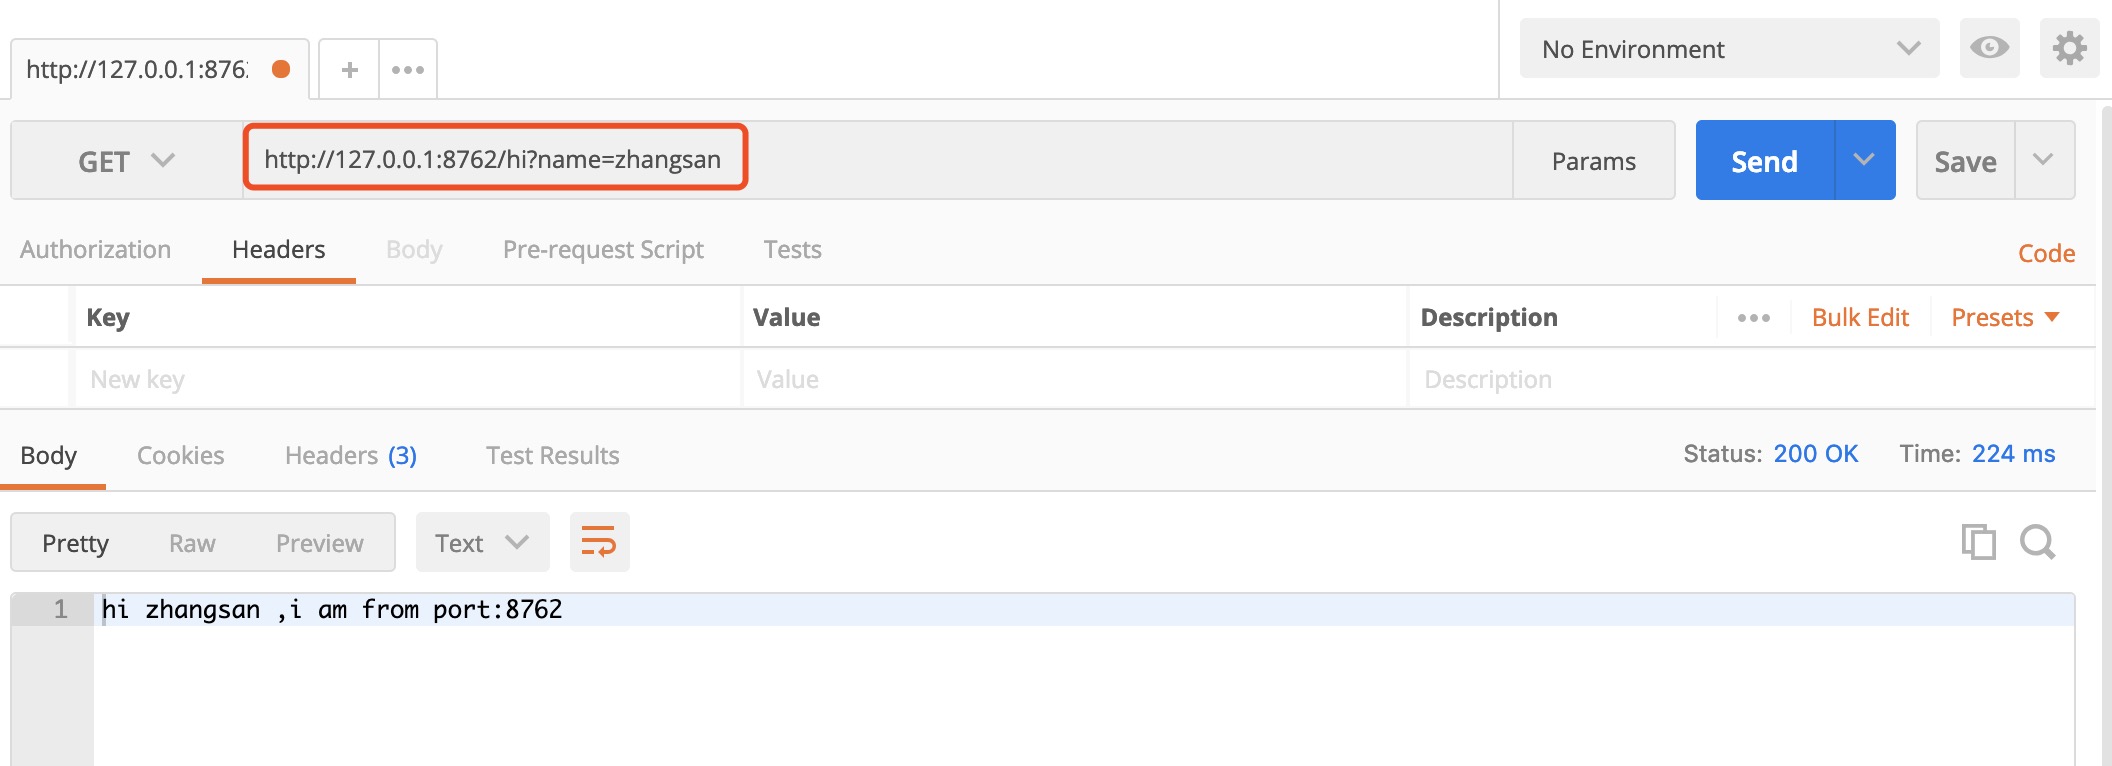 http://127.0.0.1:876
No Environment
GET http://127.0.0.1:8762/hi?name=zhangsan Params Send Save
Authorization Headers Body Pre-request Script Tests Code
Key Value Description Bulk Edit Presets
New key Value Description
Body Cookies Headers (3) Test Results Status: 200 OK Time: 224 ms
Pretty Raw Preview Text
1 hi zhangsan ,i am from port:8762